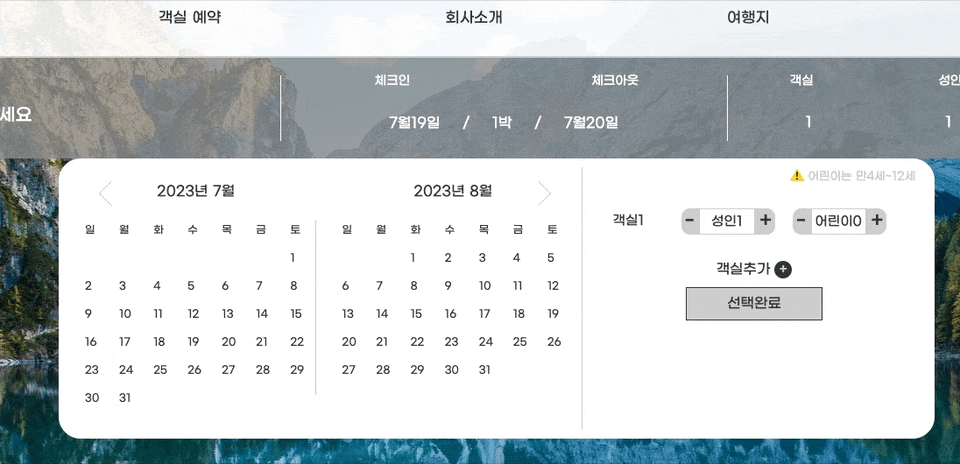 객실 예약 회사소개 여행지
세요
체크인 체크아웃 객실 성인
7월19일 / 1박 / 7월20일 1 1
2023년 7월
일 월 화 수 목 금 토
1
2 3 4 5 6 7 8
9 10 11 12 13 14 15
16 17 18 19 20 21 22
23 24 25 26 27 28 29
30 31
2023년 8월
일 월 화 수 목 금 토
1 2 3 4 5
6 7 8 9 10 11 12
13 14 15 16 17 18 19
20 21 22 23 24 25 26
27 28 29 30 31
⚠️ 어린이는 만4세~12세
객실1 - 성인1 + - 어린이0 +
객실추가 +
선택완료